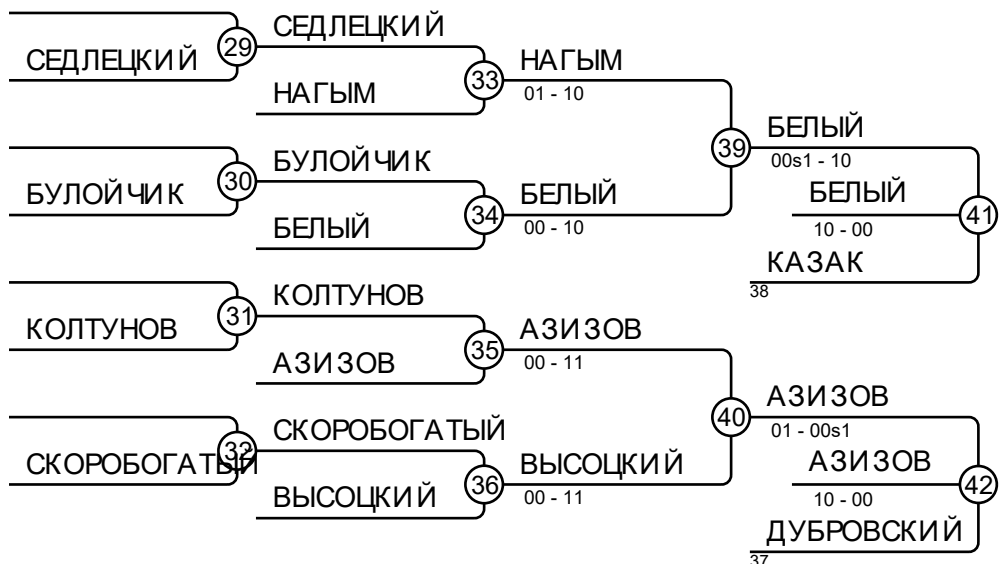 СЕДЛЕЦКИЙ
29
СЕДЛЕЦКИЙ
НАГЫМ
33
НАГЫМ
01 - 10
БУЛОЙЧИК
30
БУЛОЙЧИК
БЕЛЫЙ
34
БЕЛЫЙ
00 - 10
39
БЕЛЫЙ
00s1 - 10
БЕЛЫЙ
10 - 00
41
КАЗАК
38
КОЛТУНОВ
31
КОЛТУНОВ
АЗИЗОВ
35
АЗИЗОВ
00 - 11
СКОРОБОГАТЫЙ
32
СКОРОБОГАТЫЙ
ВЫСОЦКИЙ
36
ВЫСОЦКИЙ
00 - 11
40
АЗИЗОВ
01 - 00s1
АЗИЗОВ
10 - 00
42
ДУБРОВСКИЙ
37